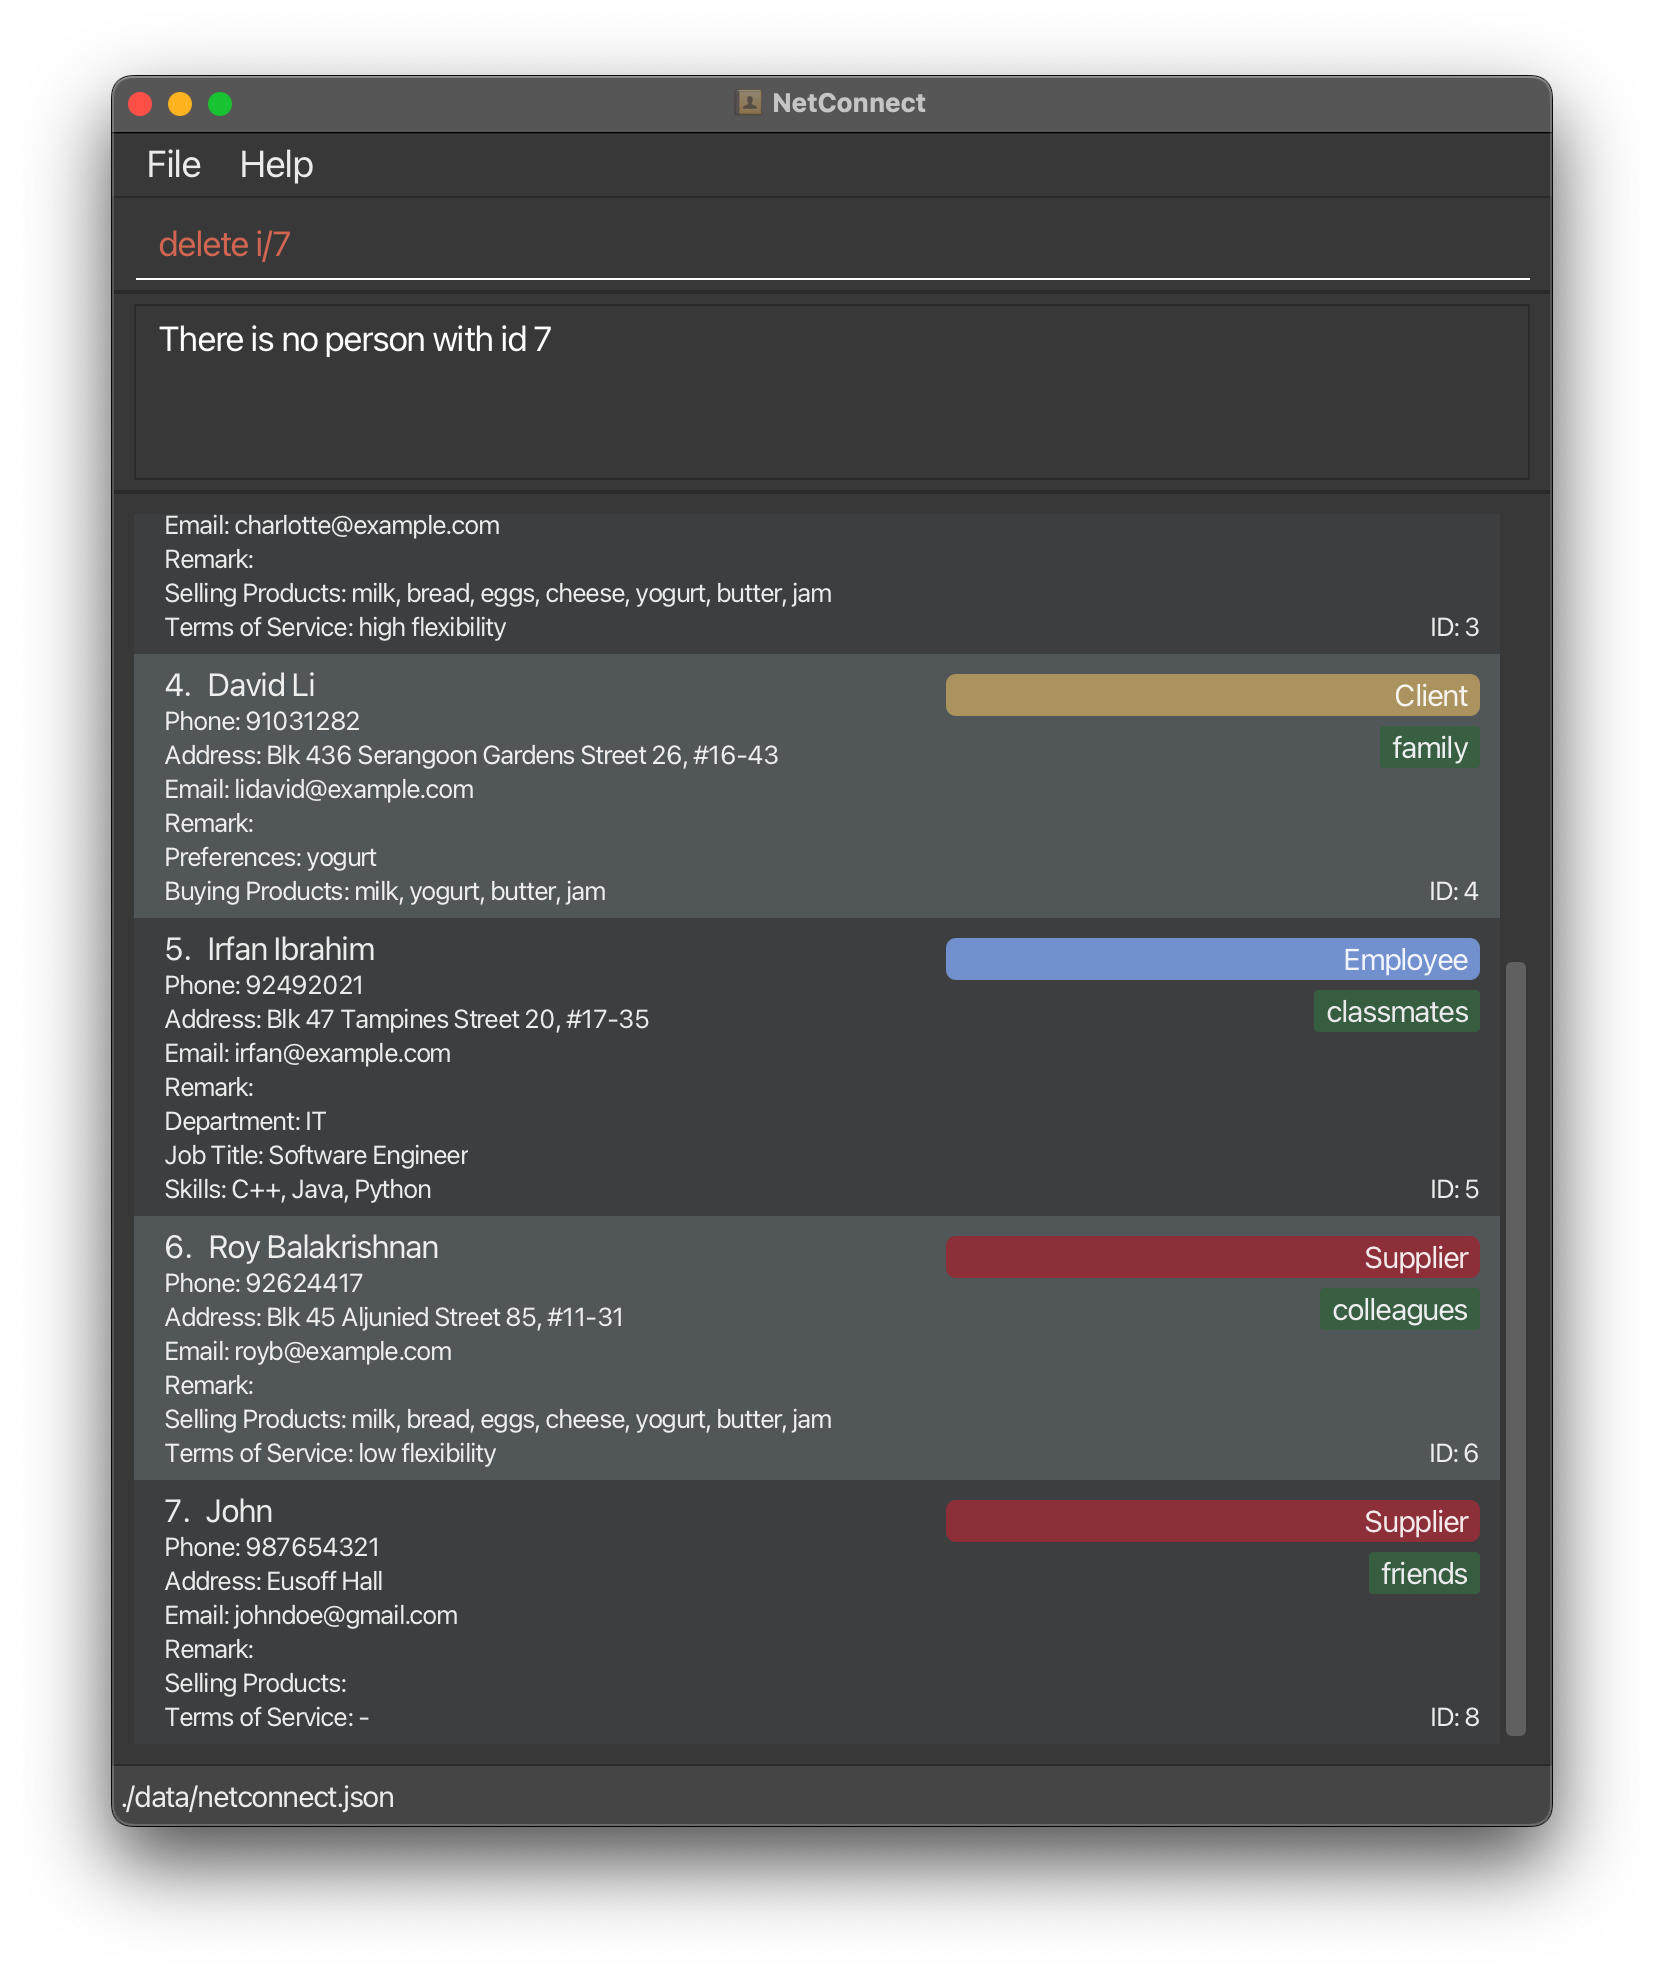 NetConnect
File Help
delete i/7
There is no person with id 7
Email: charlotte@example.com
Remark:
Selling Products: milk, bread, eggs, cheese, yogurt, butter, jam
Terms of Service: high flexibility ID: 3
4. David Li Client
Phone: 91031282 family
Address: Blk 436 Serangoon Gardens Street 26, #16-43
Email: lidavid@example.com
Remark:
Preferences: yogurt
Buying Products: milk, yogurt, butter, jam ID: 4
5. Irfan Ibrahim Employee
Phone: 92492021 classmates
Address: Blk 47 Tampines Street 20, #17-35
Email: irfan@example.com
Remark:
Department: IT
Job Title: Software Engineer
Skills: C++, Java, Python ID: 5
6. Roy Balakrishnan Supplier
Phone: 92624417 colleagues
Address: Blk 45 Aljunied Street 85, #11-31
Email: royb@example.com
Remark:
Selling Products: milk, bread, eggs, cheese, yogurt, butter, jam
Terms of Service: low flexibility ID: 6
7. John Supplier
Phone: 987654321 friends
Address: Eusoff Hall
Email: johndoe@gmail.com
Remark:
Selling Products:
Terms of Service: - ID: 8
./data/netconnect.json